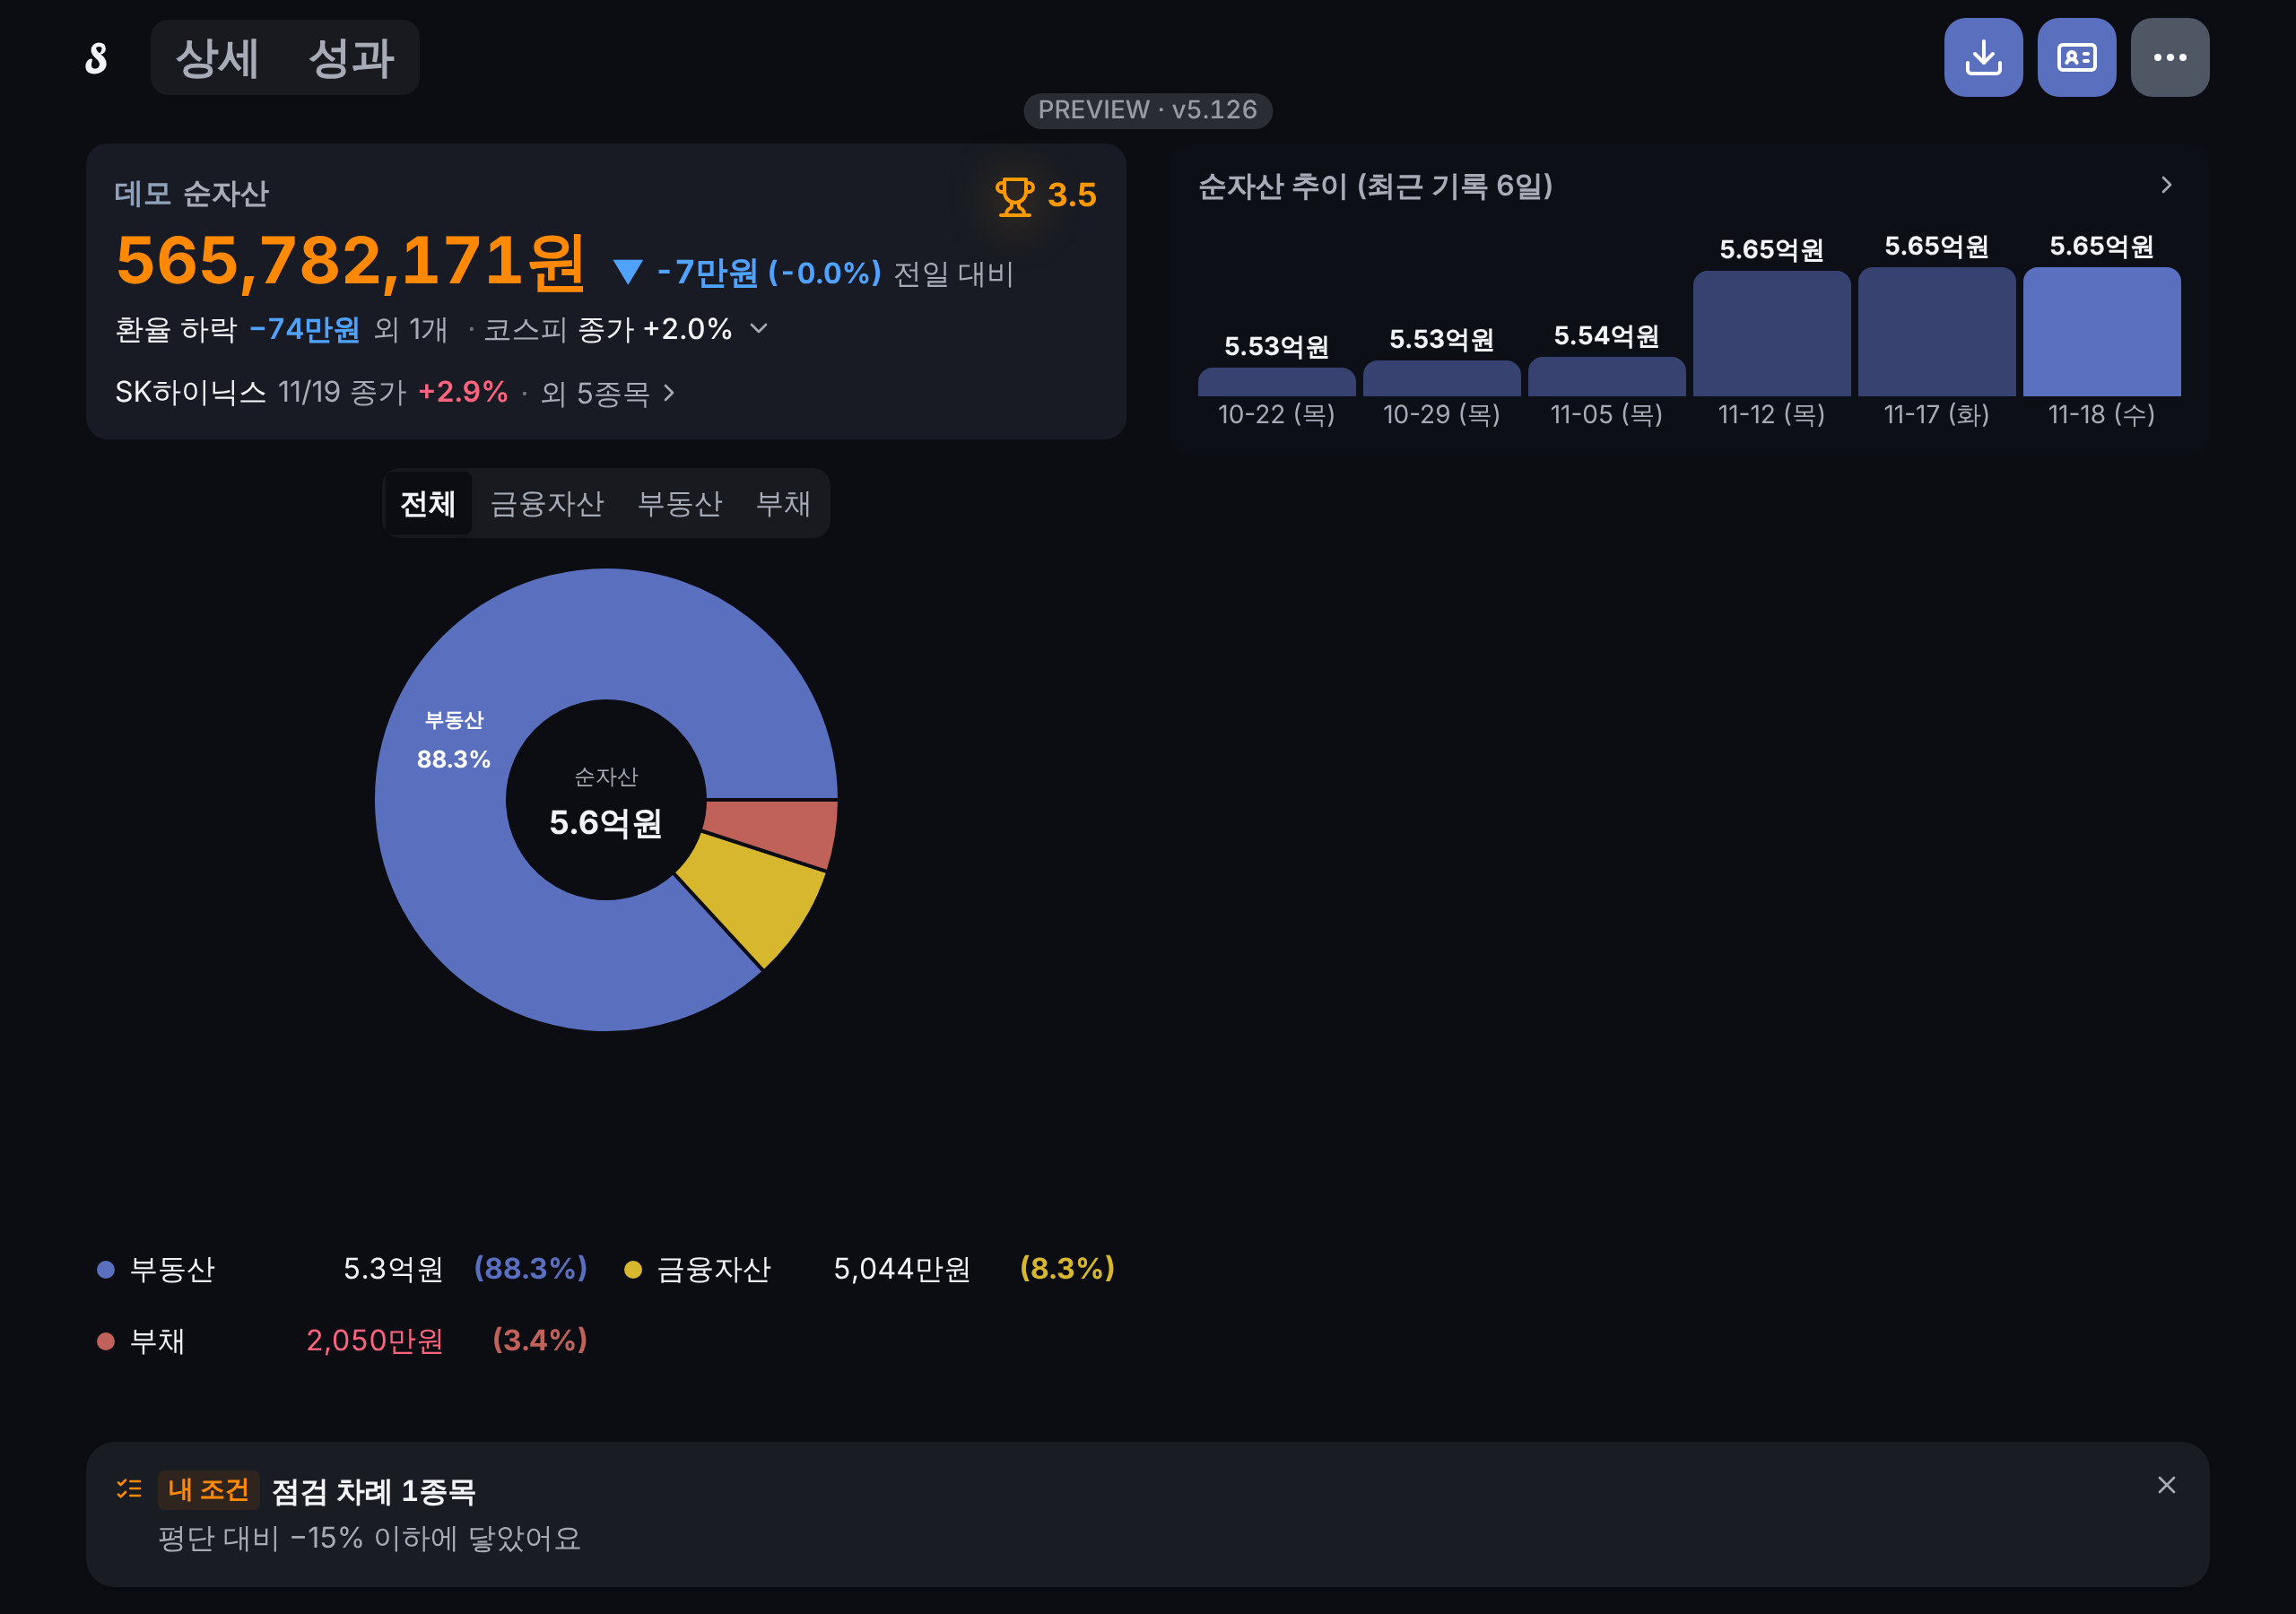 S 상세 성과
PREVIEW · v5.126
데모 순자산
3.5
565,782,171원 ▼ -7만원 (-0.0%) 전일 대비
환율 하락 −74만원 외 1개 · 코스피 종가 +2.0%
SK하이닉스 11/19 종가 +2.9% · 외 5종목
순자산 추이 (최근 기록 6일)
5.53억원 5.53억원 5.54억원 5.65억원 5.65억원 5.65억원
10-22 (목) 10-29 (목) 11-05 (목) 11-12 (목) 11-17 (화) 11-18 (수)
전체 금융자산 부동산 부채
부동산
88.3%
순자산
5.6억원
부동산 5.3억원 (88.3%) 금융자산 5,044만원 (8.3%)
부채 2,050만원 (3.4%)
내 조건 점검 차례 1종목
평단 대비 −15% 이하에 닿았어요